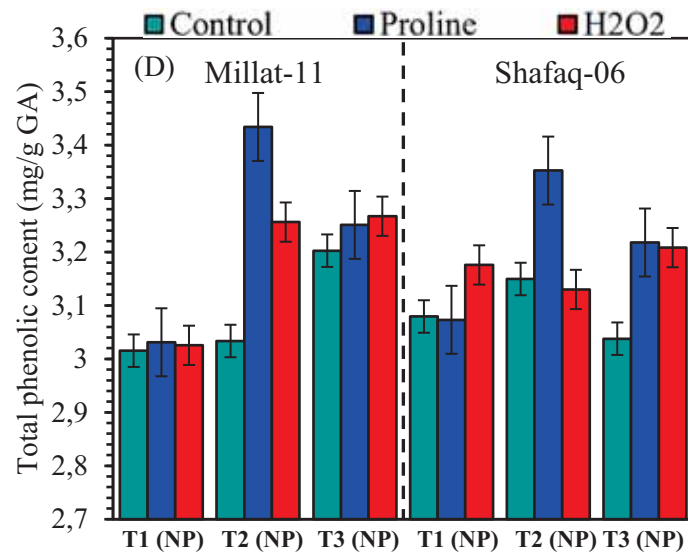 Control Proline H2O2
(D) Millat-11 Shafaq-06
Total phenolic conent (mg/g GA)
3,6
3,5
3,4
3,3
3,2
3,1
3
2,9
2,8
2,7
T1 (NP) T2 (NP) T3 (NP) T1 (NP) T2 (NP) T3 (NP)